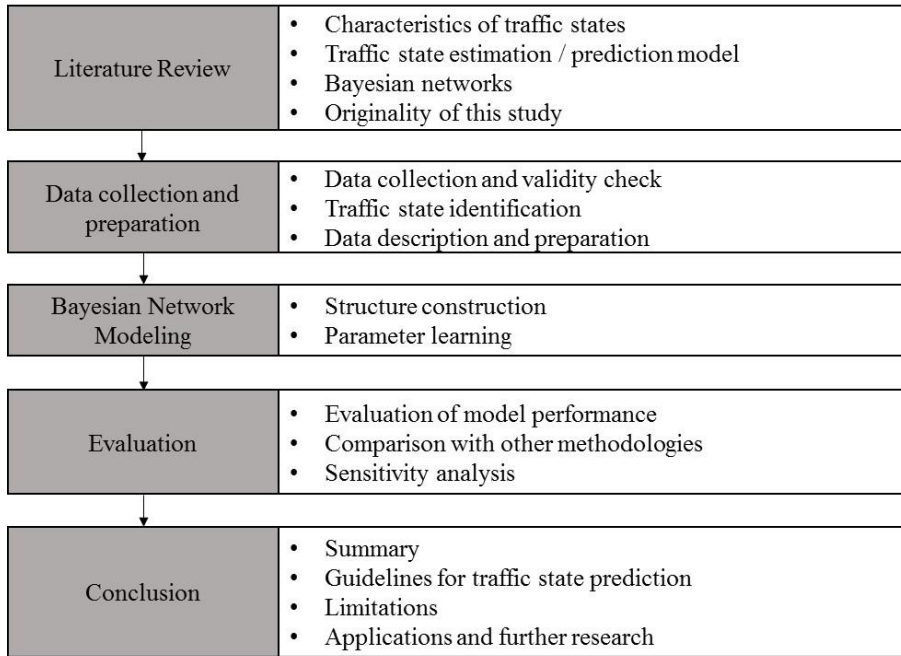 Literature Review
• Characteristics of traffic states
• Traffic state estimation / prediction model
• Bayesian networks
• Originality of this study
Data collection and
preparation
• Data collection and validity check
• Traffic state identification
• Data description and preparation
Bayesian Network
Modeling
• Structure construction
• Parameter learning
Evaluation
• Evaluation of model performance
• Comparison with other methodologies
• Sensitivity analysis
Conclusion
• Summary
• Guidelines for traffic state prediction
• Limitations
• Applications and further research